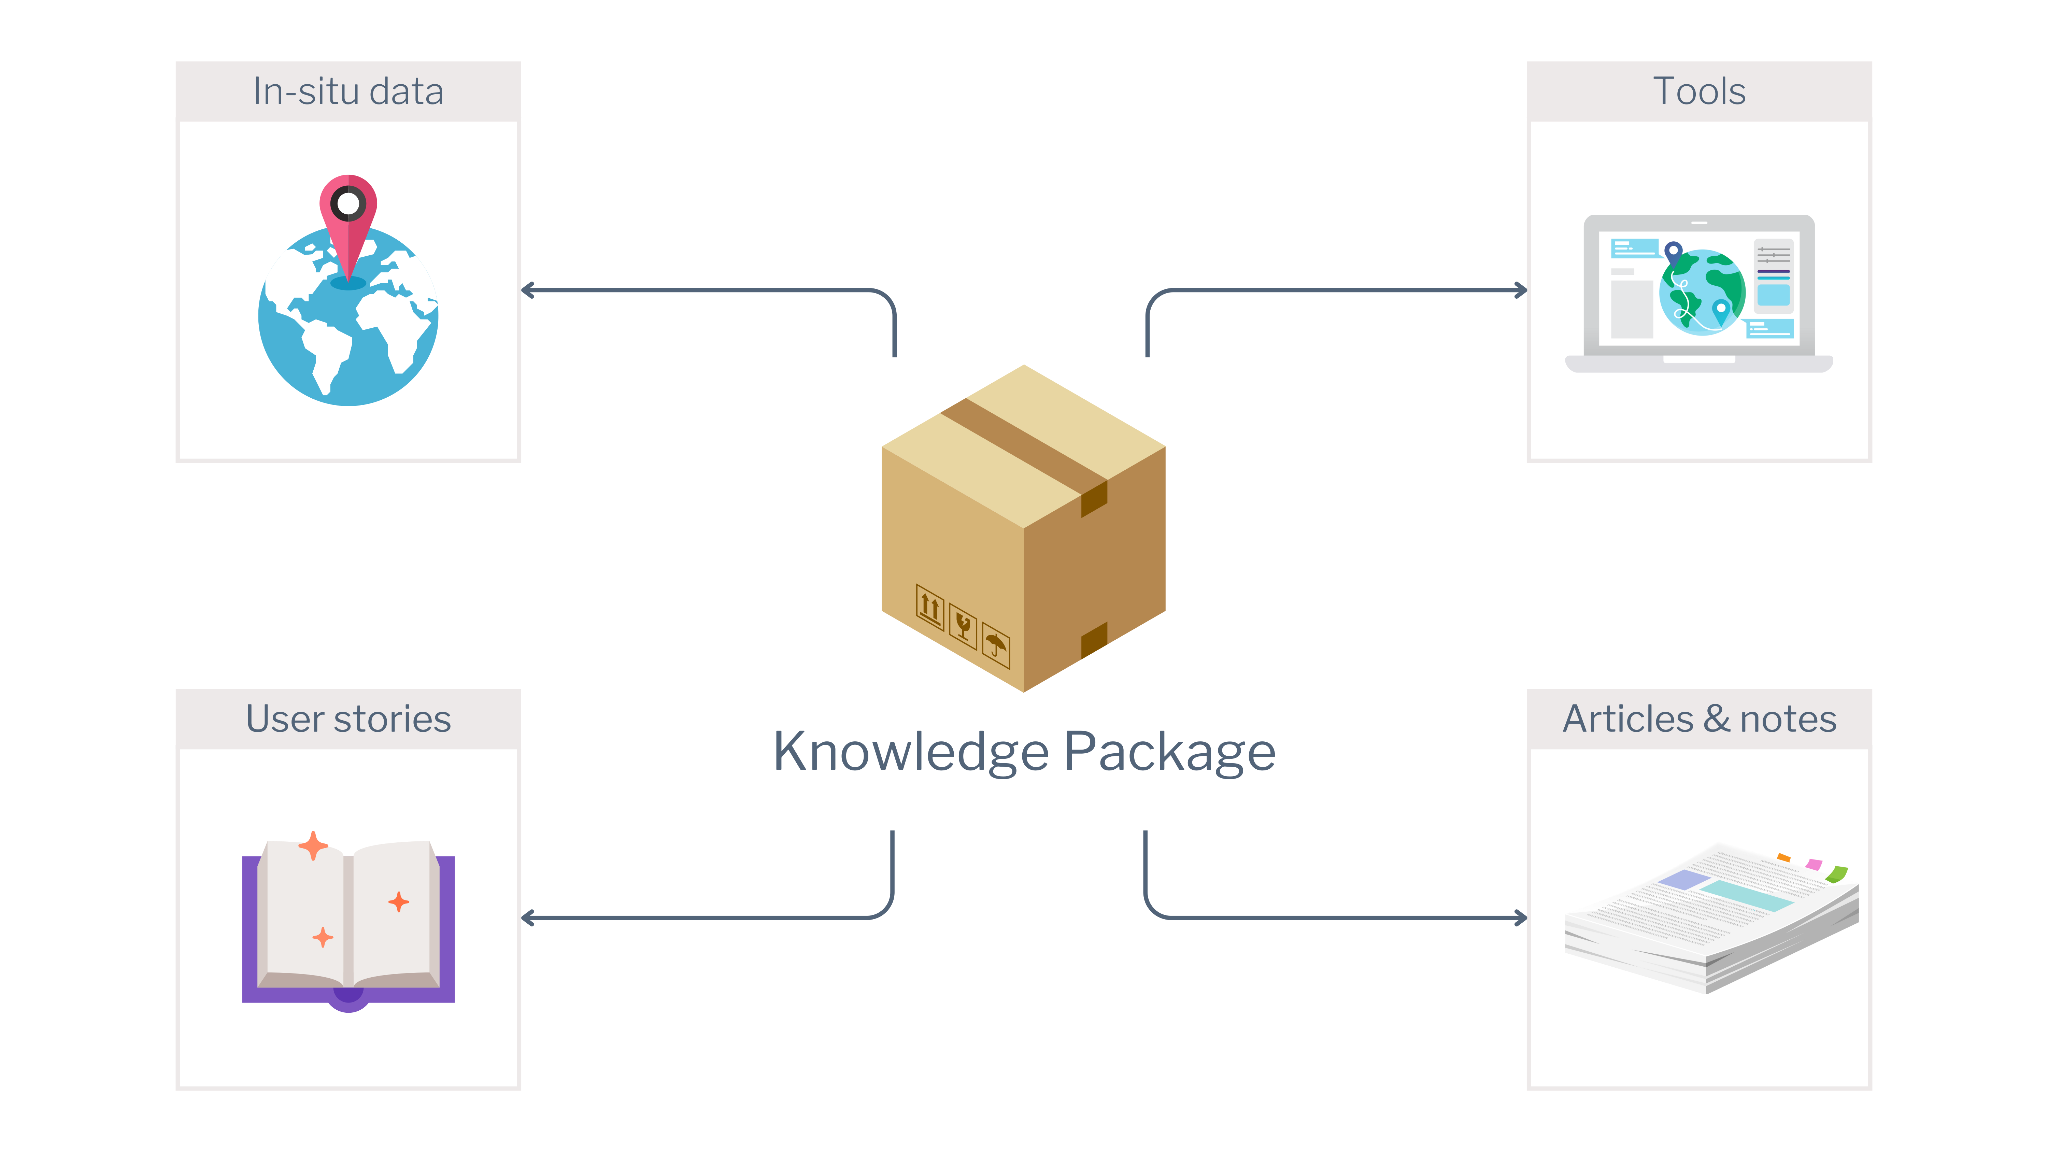 In-situ data
Tools
Knowledge Package
User stories
Articles & notes